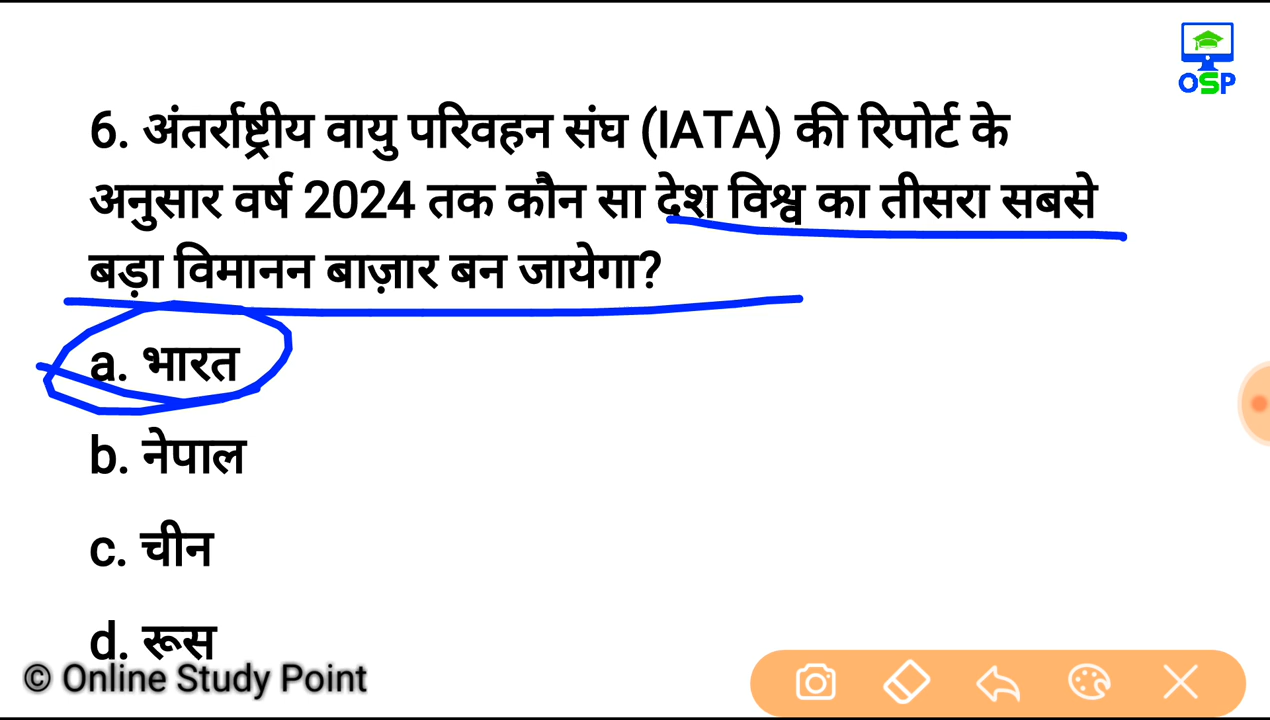 OSP
6. अंतर्राष्ट्रीय वायु परिवहन संघ (IATA) की रिपोर्ट के
अनुसार वर्ष 2024 तक कौन सा देश विश्व का तीसरा सबसे
बड़ा विमानन बाज़ार बन जायेगा?
a. भारत
b. नेपाल
c. चीन
d. रूस
© Online Study Point